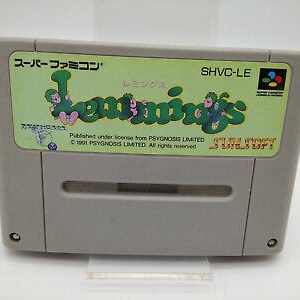 スーパーファミコン SHVC-LE
レミングス
Lemmings
Published under license from PSYGNOSIS LIMITED
© 1991 PSYGNOSIS LIMITED. All rights reserved.
SUNSOFT